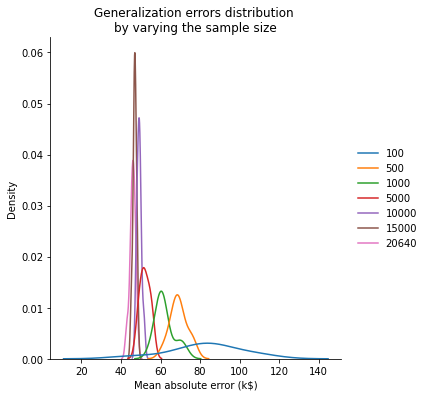 Generalization errors distribution
by varying the sample size
0.06
0.05
0.04
0.03
0.02
0.01
0.00
Density
20 40 60 80 100 120 140
Mean absolute error (k$)
100
500
1000
5000
10000
15000
20640